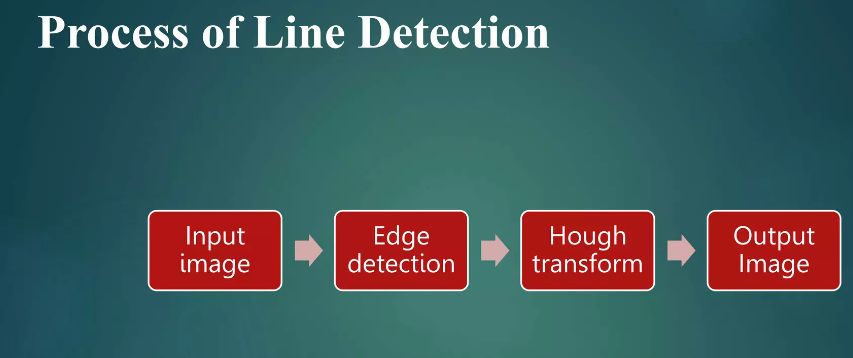 Process of Line Detection
Input
image
Edge
detection
Hough
transform
Output
Image